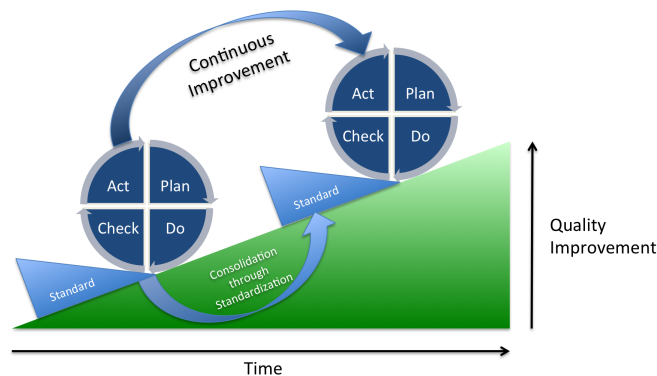 Continuous
Improvement
Act Plan
Check Do
Act Plan
Check Do
Standard
Standard
Consolidation
through
Standardization
Quality
Improvement
Time